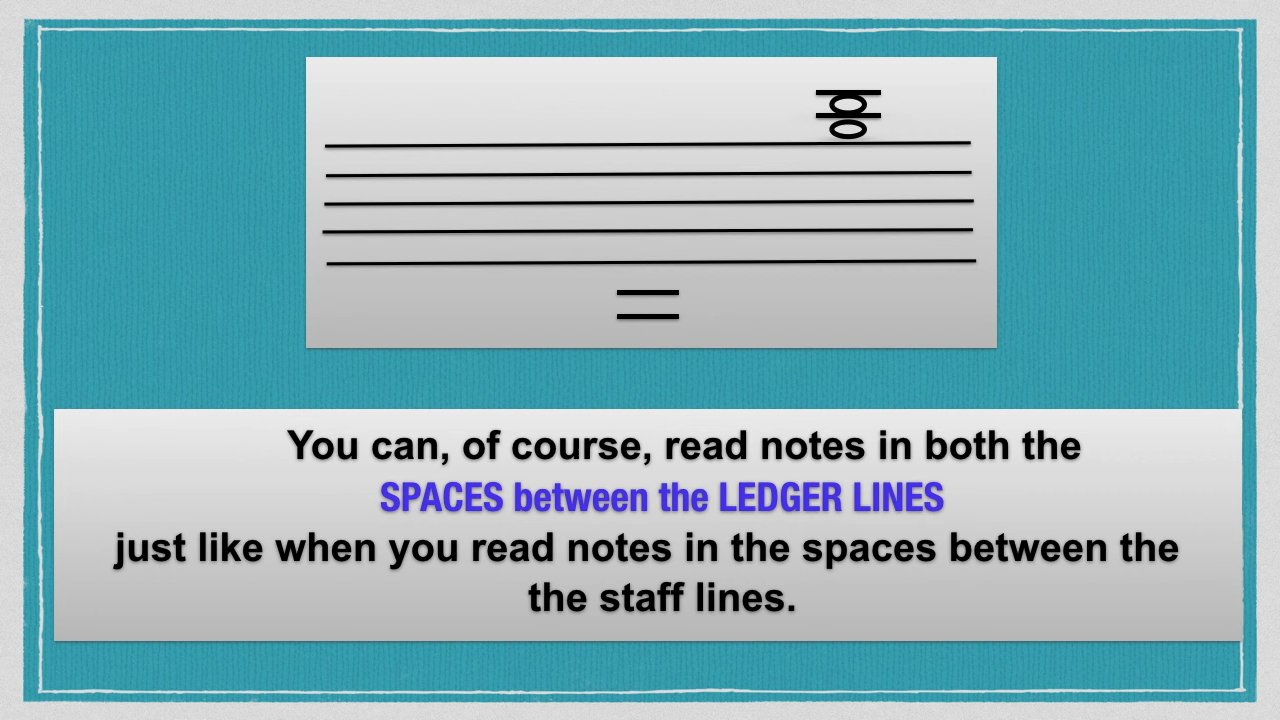 You can, of course, read notes in both the
SPACES between the LEDGER LINES
just like when you read notes in the spaces between the
the staff lines.